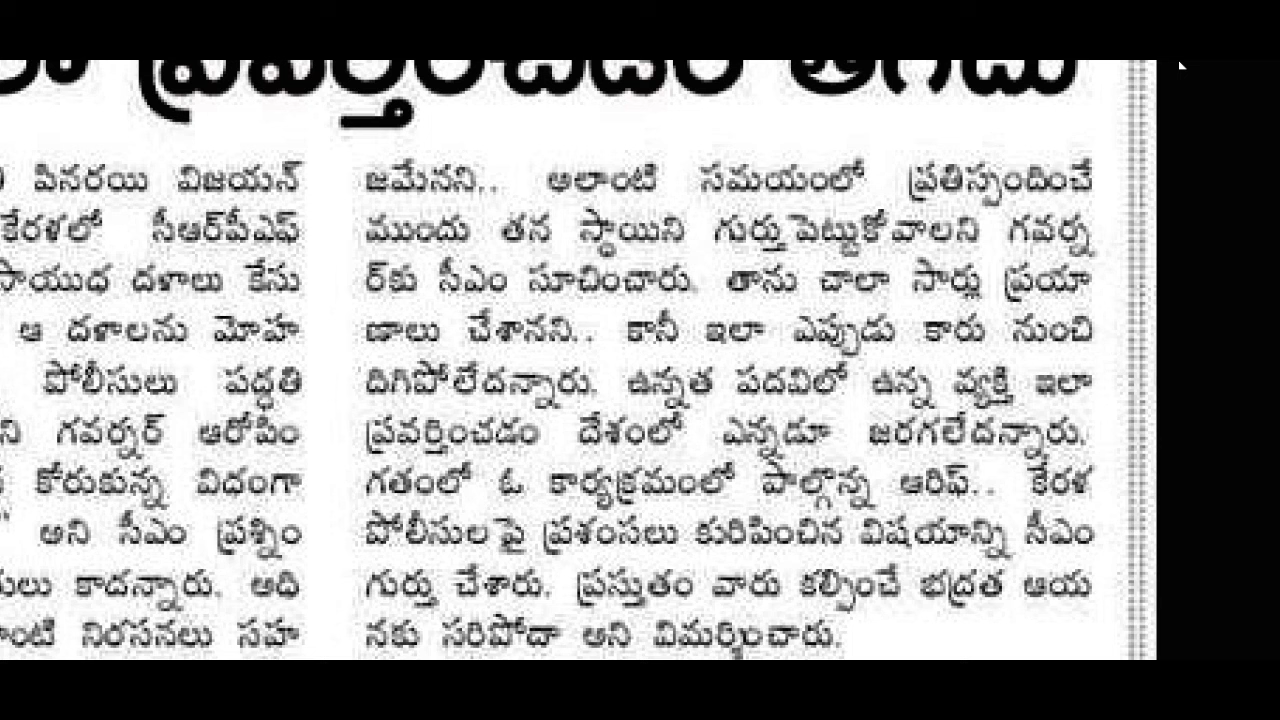 ప్రవర్తించడం తగదు
పినరయి విజయన్
కేరళలో సీఆర్‌పీఎఫ్
సాయుధ దళాలు కేసు
ఆ దళాలను మోహ
పోలీసులు పద్ధతి
ని గవర్నర్ ఆరోపిం
కోరుకున్న విధంగా
అని సీఎం ప్రశ్నిం
కాదన్నారు. ఆధి
నిరసనలు సహ
జమేనని.. అలాంటి సమయంలో ప్రతిస్పందించే
ముందు తన స్థాయిని గుర్తుపెట్టుకోవాలని గవర్న
ర్‌కు సీఎం సూచించారు. తాను చాలా సార్లు ప్రయా
ణాలు చేశానని.. కానీ ఇలా ఎప్పుడు కారు నుంచి
దిగిపోలేదన్నారు. ఉన్నత పదవిలో ఉన్న వ్యక్తి ఇలా
ప్రవర్తించడం దేశంలో ఎన్నడూ జరగలేదన్నారు.
గతంలో ఓ కార్యక్రమంలో పాల్గొన్న ఆరిఫ్.. కేరళ
పోలీసులపై ప్రశంసలు కురిపించిన విషయాన్ని సీఎం
గుర్తు చేశారు. ప్రస్తుతం వారు కల్పించే భద్రత ఆయ
నకు సరిపోదా అని విమర్శించారు.